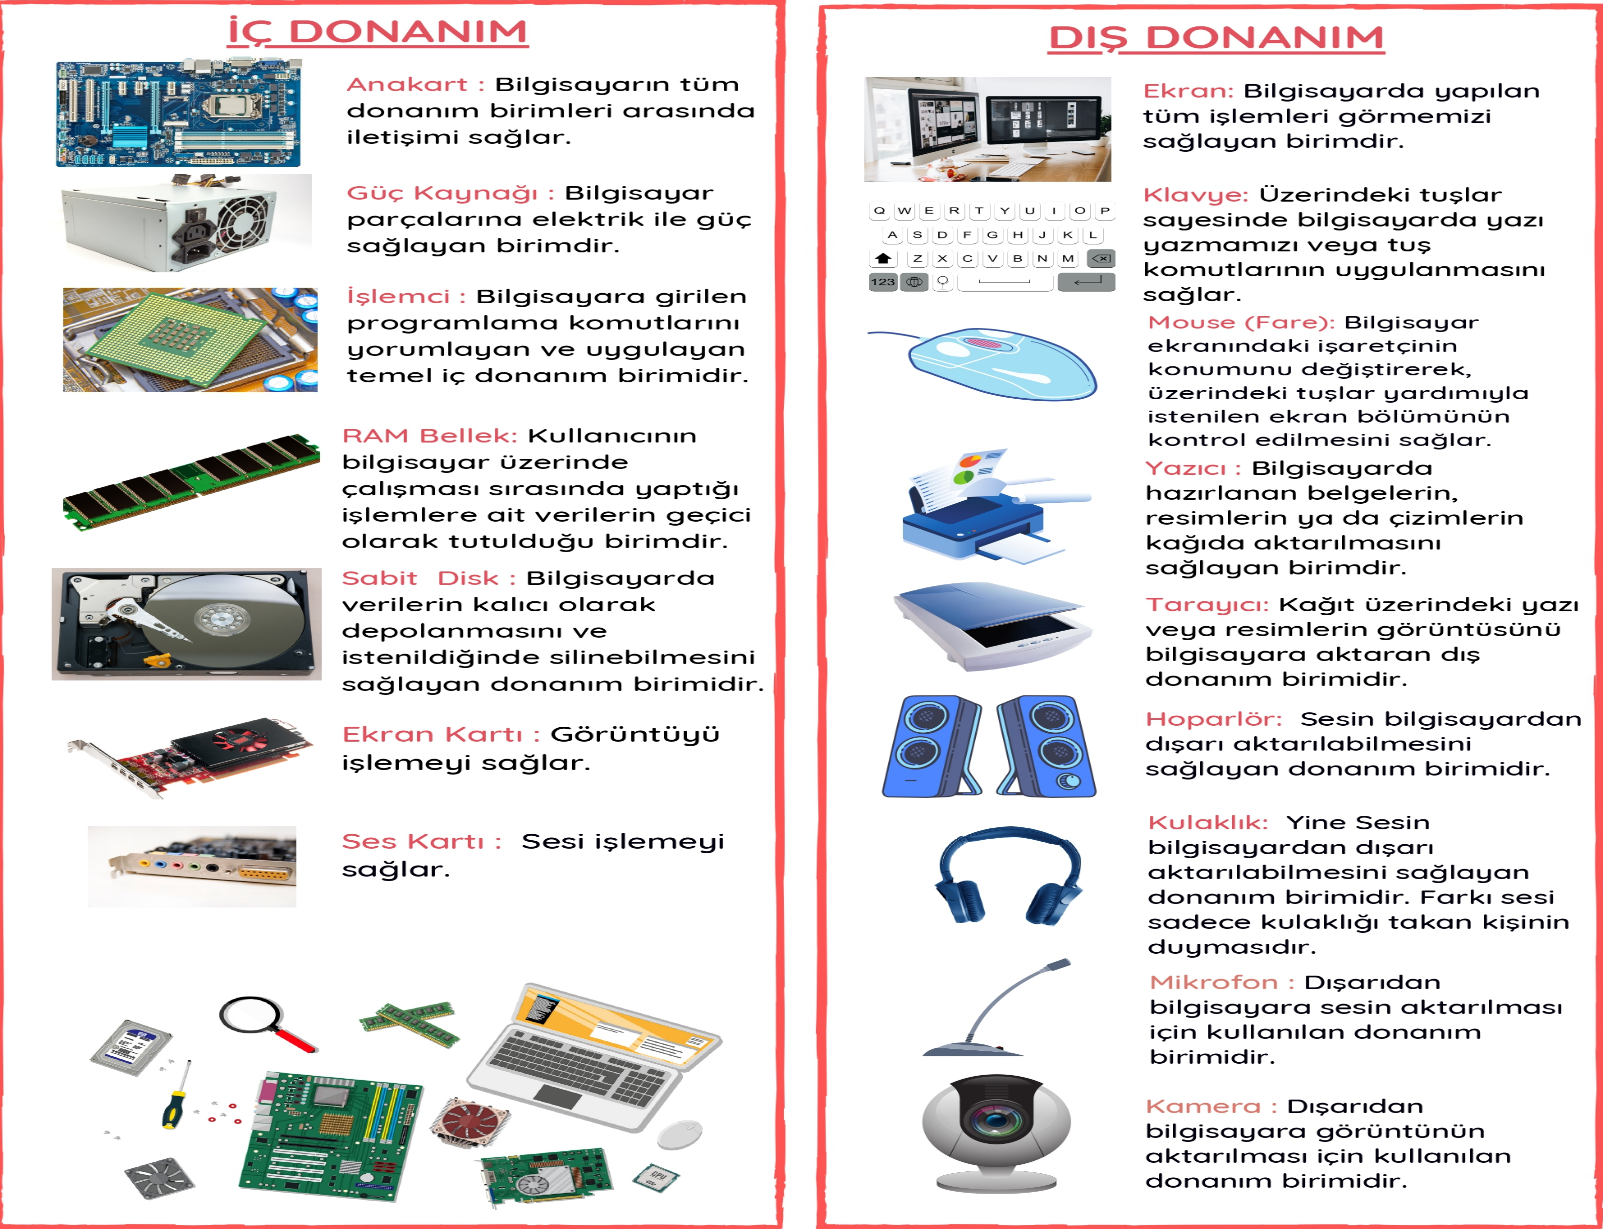 İÇ DONANIM
Anakart : Bilgisayarın tüm
donanım birimleri arasında
iletişimi sağlar.
Güç Kaynağı : Bilgisayar
parçalarına elektrik ile güç
sağlayan birimdir.
İşlemci : Bilgisayara girilen
programlama komutlarını
yorumlayan ve uygulayan
temel iç donanım birimidir.
RAM Bellek: Kullanıcının
bilgisayar üzerinde
çalışması sırasında yaptığı
işlemlere ait verilerin geçici
olarak tutulduğu birimdir.
Sabit Disk : Bilgisayarda
verilerin kalıcı olarak
depolanmasını ve
istenildiğinde silinebilmesini
sağlayan donanım birimidir.
Ekran Kartı : Görüntüyü
işlemeyi sağlar.
Ses Kartı : Sesi işlemeyi
sağlar.
CPU
DIŞ DONANIM
Ekran: Bilgisayarda yapılan
tüm işlemleri görmemizi
sağlayan birimdir.
Q W E R T Y U I O P
A S D F G H J K L
Z X C V B N M
123
Klavye: Üzerindeki tuşlar
sayesinde bilgisayarda yazı
yazmamızı veya tuş
komutlarının uygulanmasını
sağlar.
Mouse (Fare): Bilgisayar
ekranındaki işaretçinin
konumunu değiştirerek,
üzerindeki tuşlar yardımıyla
istenilen ekran bölümünün
kontrol edilmesini sağlar.
Yazıcı : Bilgisayarda
hazırlanan belgelerin,
resimlerin ya da çizimlerin
kağıda aktarılmasını
sağlayan birimdir.
Tarayıcı: Kağıt üzerindeki yazı
veya resimlerin görüntüsünü
bilgisayara aktaran dış
donanım birimidir.
Hoparlör: Sesin bilgisayardan
dışarı aktarılabilmesini
sağlayan donanım birimidir.
Kulaklık: Yine Sesin
bilgisayardan dışarı
aktarılabilmesini sağlayan
donanım birimidir. Farkı sesi
sadece kulaklığı takan kişinin
duymasıdır.
Mikrofon : Dışarıdan
bilgisayara sesin aktarılması
için kullanılan donanım
birimidir.
Kamera : Dışarıdan
bilgisayara görüntünün
aktarılması için kullanılan
donanım birimidir.